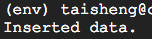 (env) taisheng@
Inserted data.